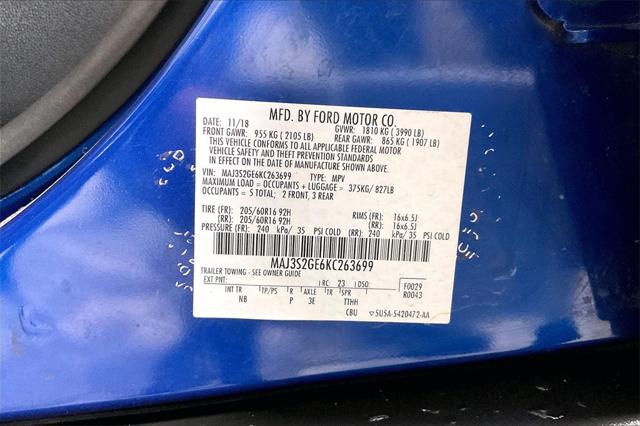 MFD. BY FORD MOTOR CO.
DATE: 11/18 GVWR: 1810 KG ( 3990 LB)
FRONT GAWR: 955 KG ( 2105 LB) REAR GAWR: 865 KG ( 1907 LB)
THIS VEHICLE CONFORMS TO ALL APPLICABLE FEDERAL MOTOR
VEHICLE SAFETY AND THEFT PREVENTION STANDARDS
IN EFFECT ON THE DATE OF MANUFACTURE SHOWN ABOVE.
VIN: MAJ3S2GE6KC263699 TYPE: MPV
MAXIMUM LOAD = OCCUPANTS + LUGGAGE = 375KG/ 827LB
OCCUPANTS = 5 TOTAL; 2 FRONT, 3 REAR
TIRE (FR): 205/60R16 92H RIMS (FR): 16x6.5J
(RR): 205/60R16 92H (RR): 16x6.5J
PRESSURE (FR): 240 kPa/ 35 PSI COLD (RR): 240 kPa/ 35 PSI COLD
MAJ3S2GE6KC263699
TRAILER TOWING - SEE OWNER GUIDE
EXT PNT: RC: 23 DSO: F0029
R0043
INT TR TP/PS R AXLE TR SPR
NB P 3E TTHH
CBU 5U5A-5420472-AA